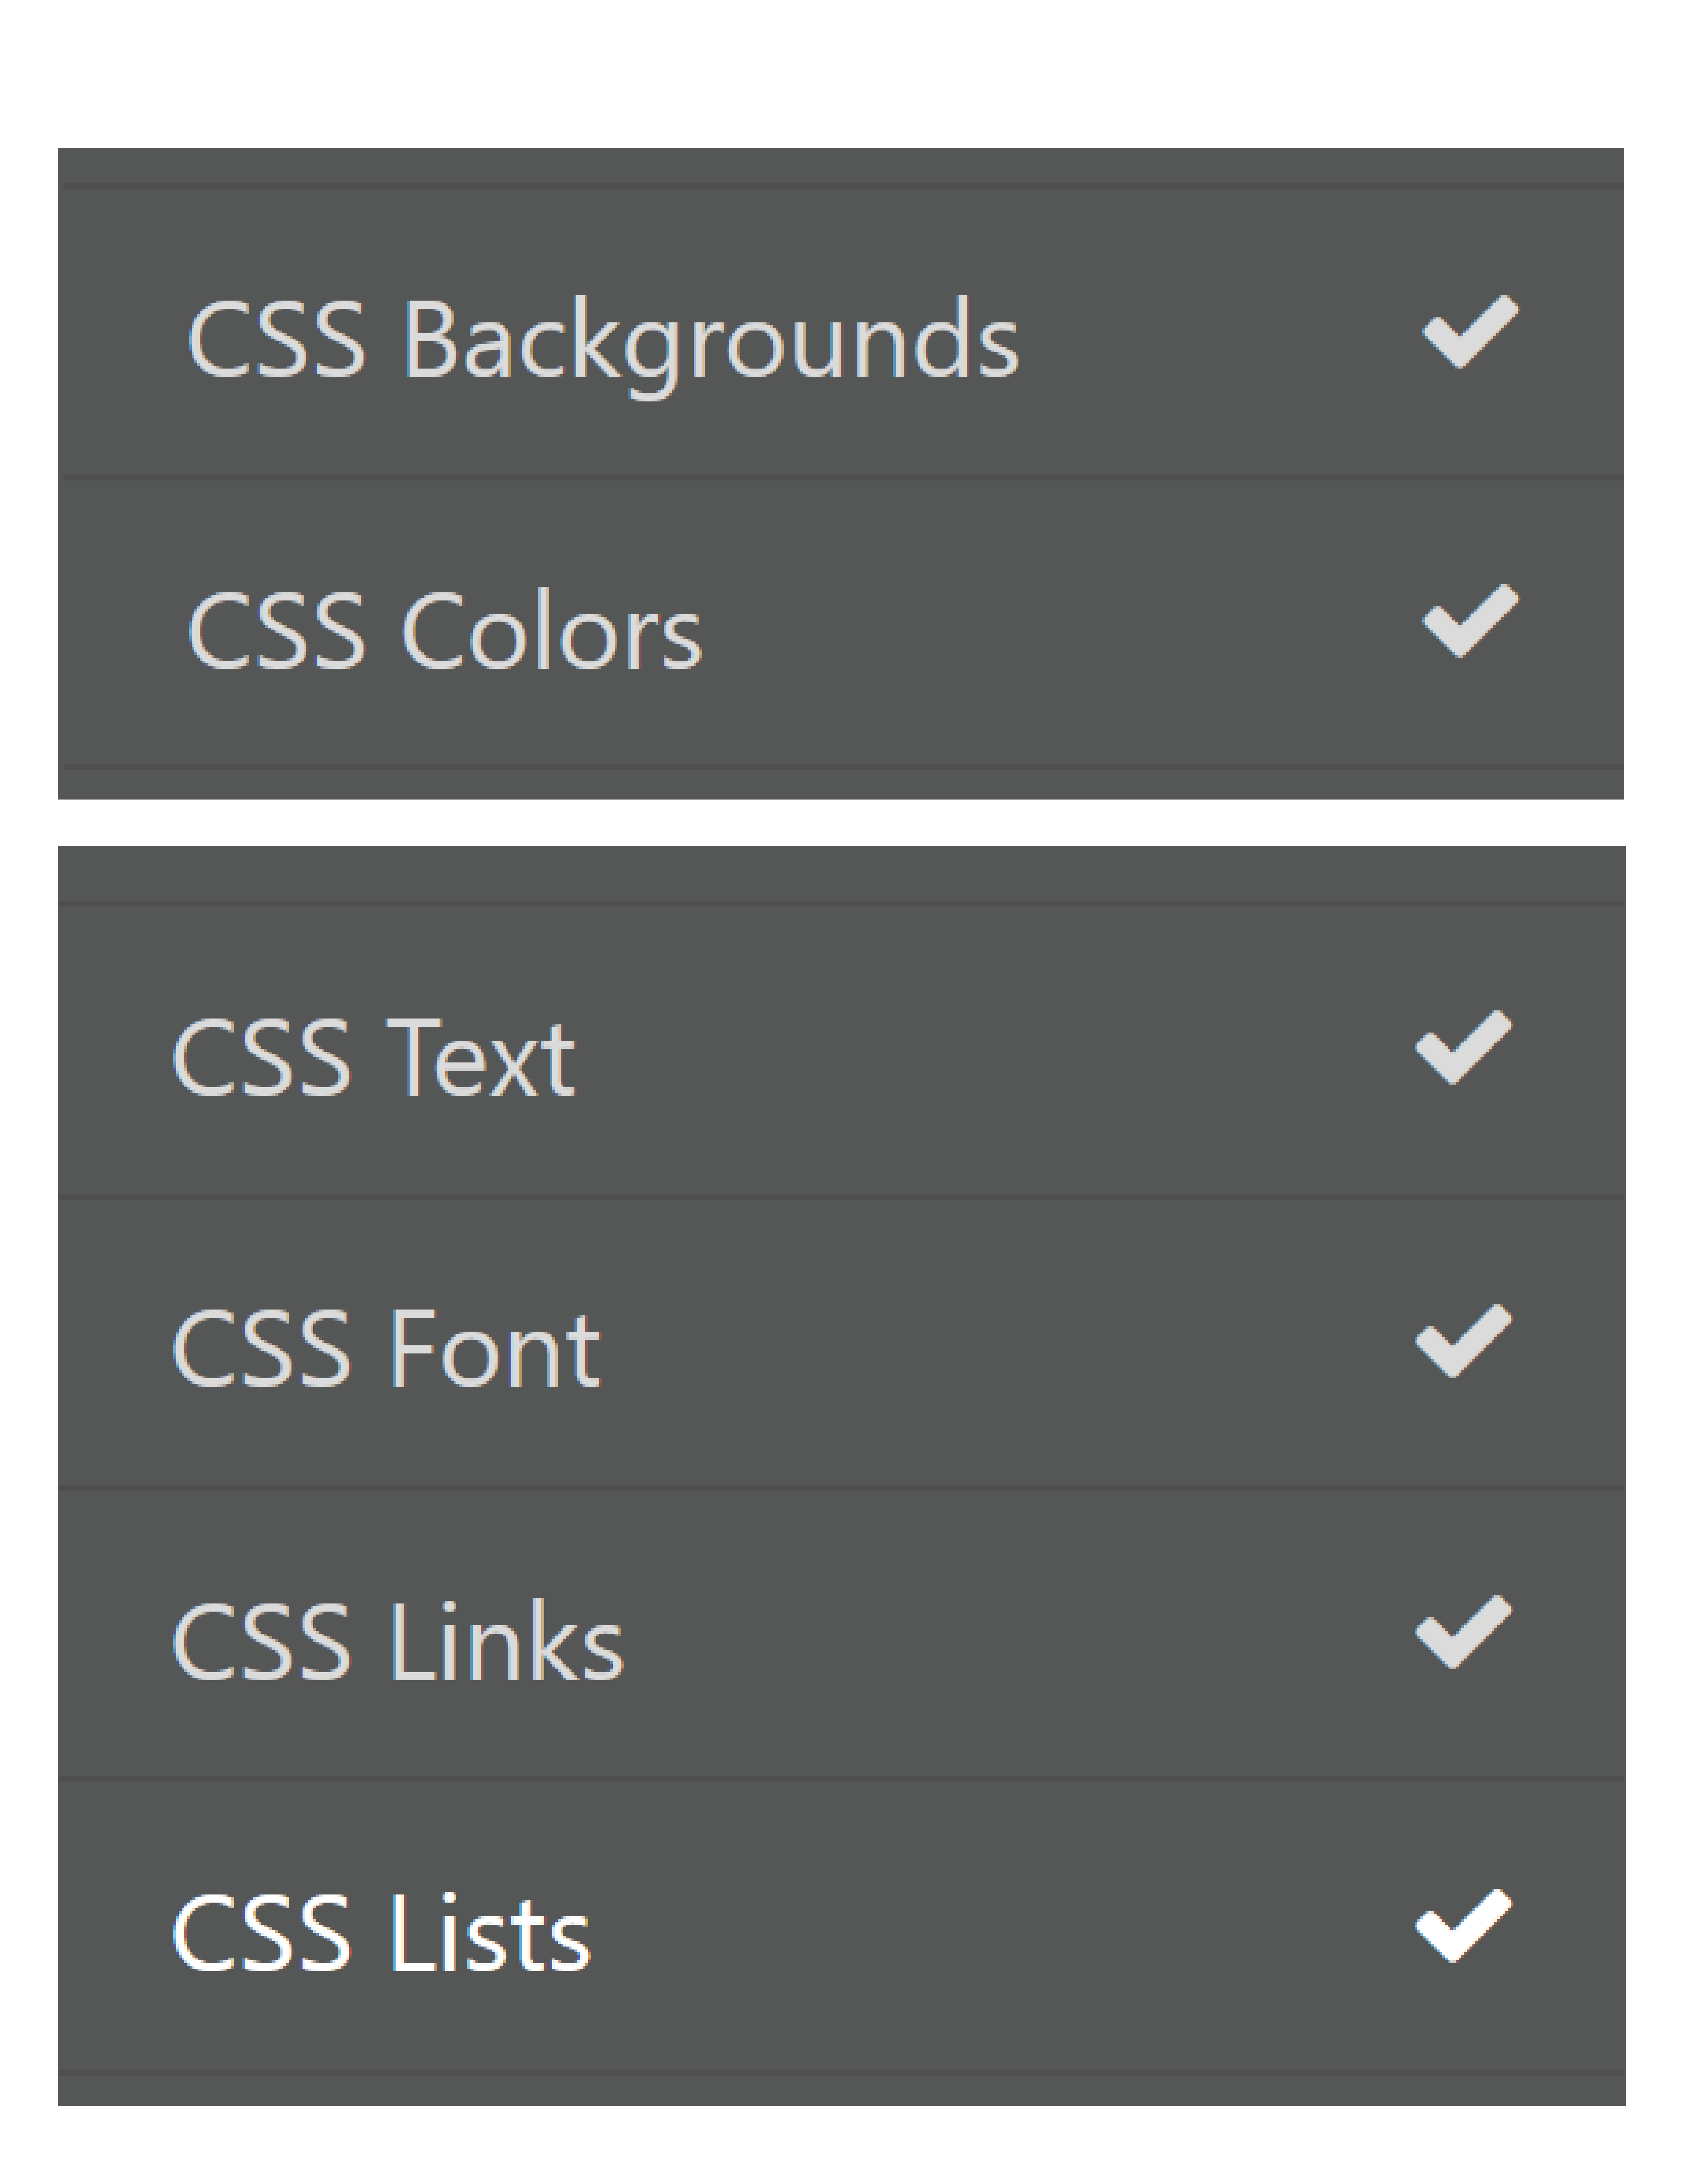 CSS Backgrounds
CSS Colors
CSS Text
CSS Font
CSS Links
CSS Lists